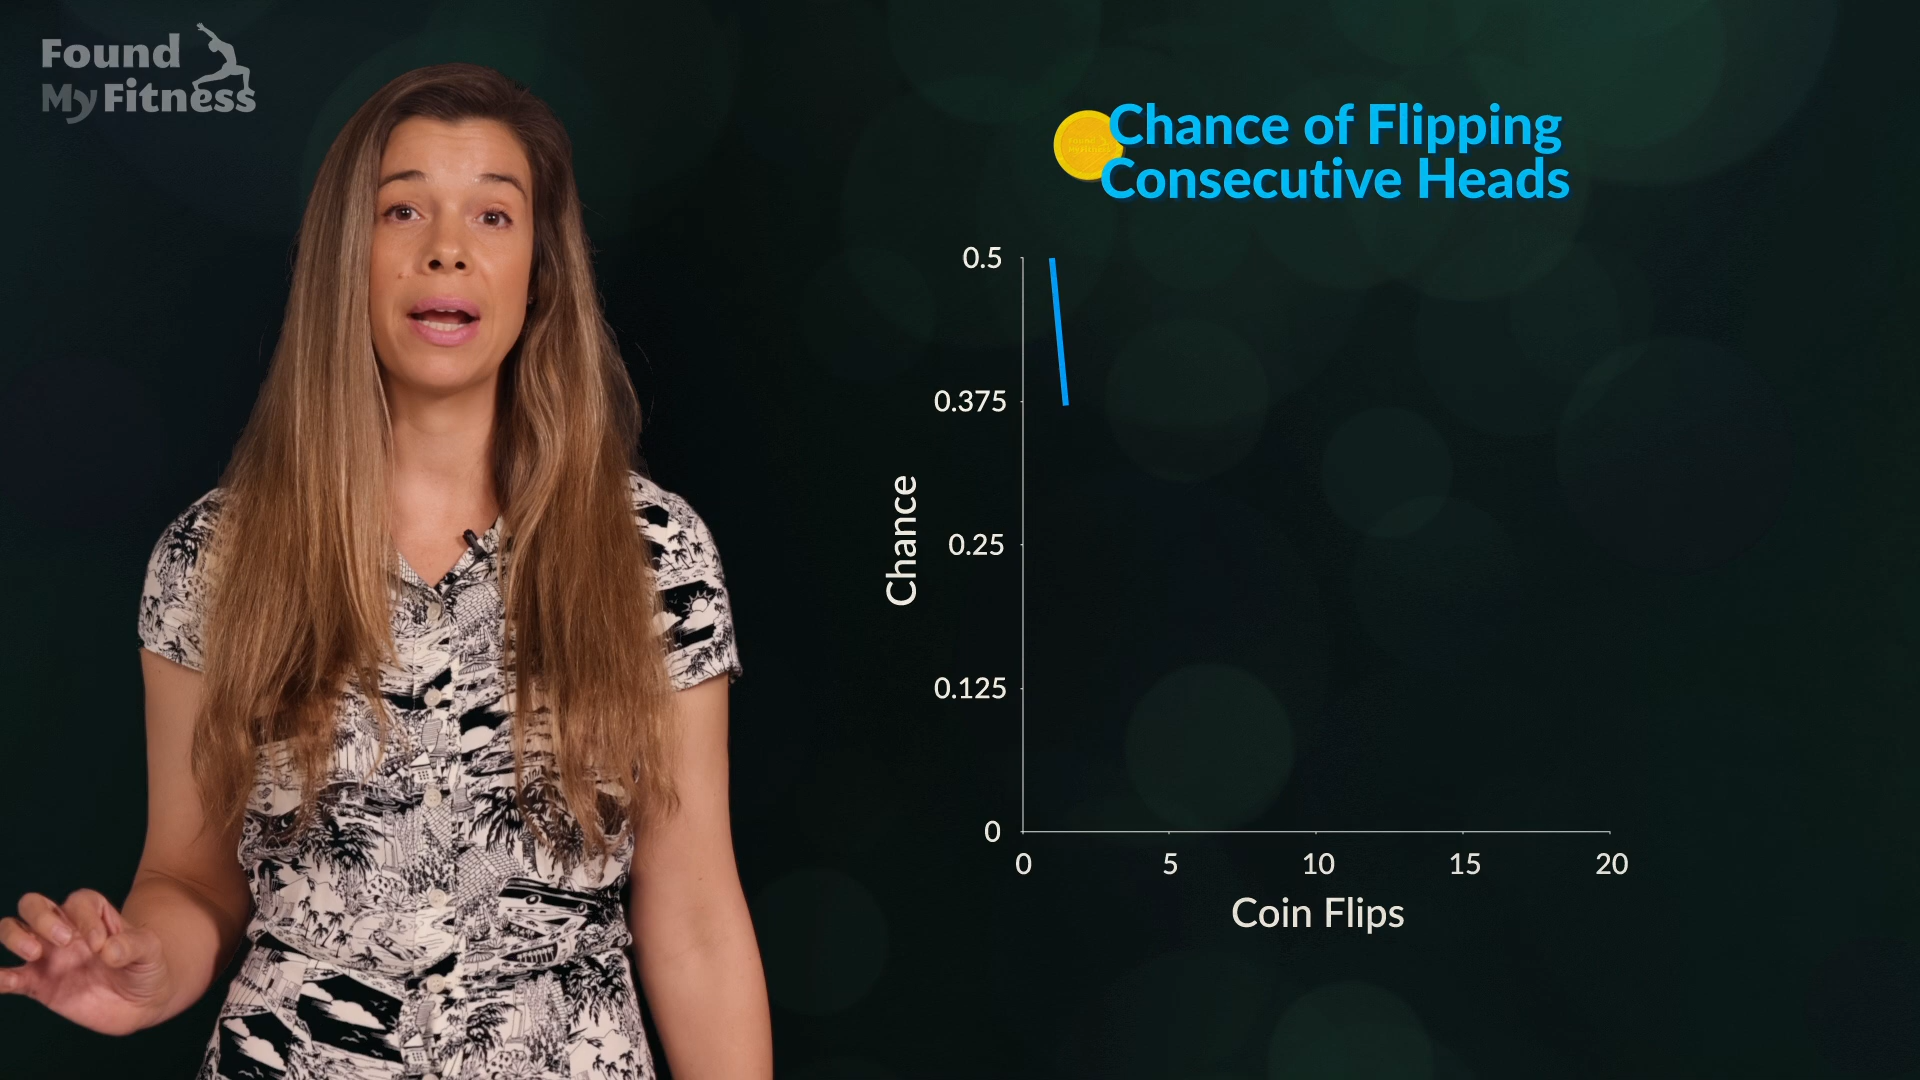 Found
My Fitness
Chance of Flipping
Consecutive Heads
0.5
0.375
0.25
0.125
0
Chance
0
5
10
15
20
Coin Flips